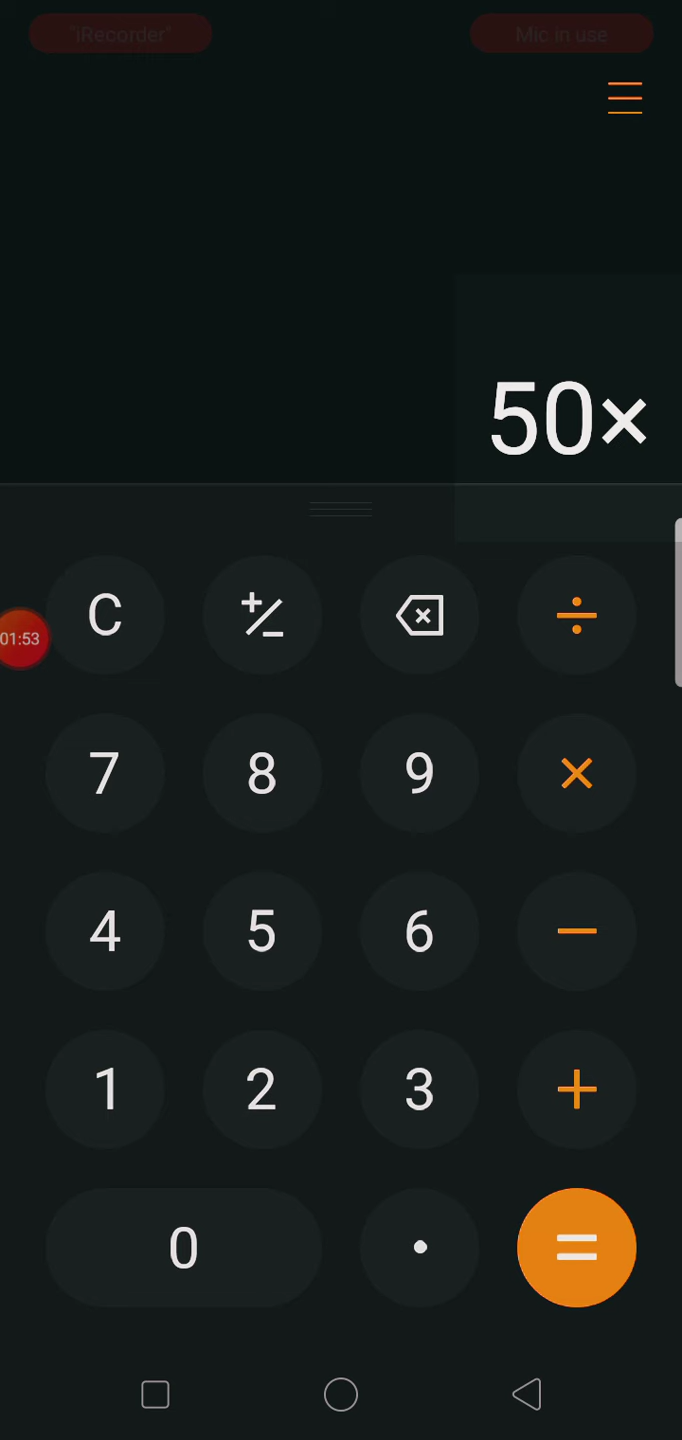 "iRecorder" Mic in use
50×
C +/− ÷
01:53
7 8 9 ×
4 5 6 −
1 2 3 +
0 • =